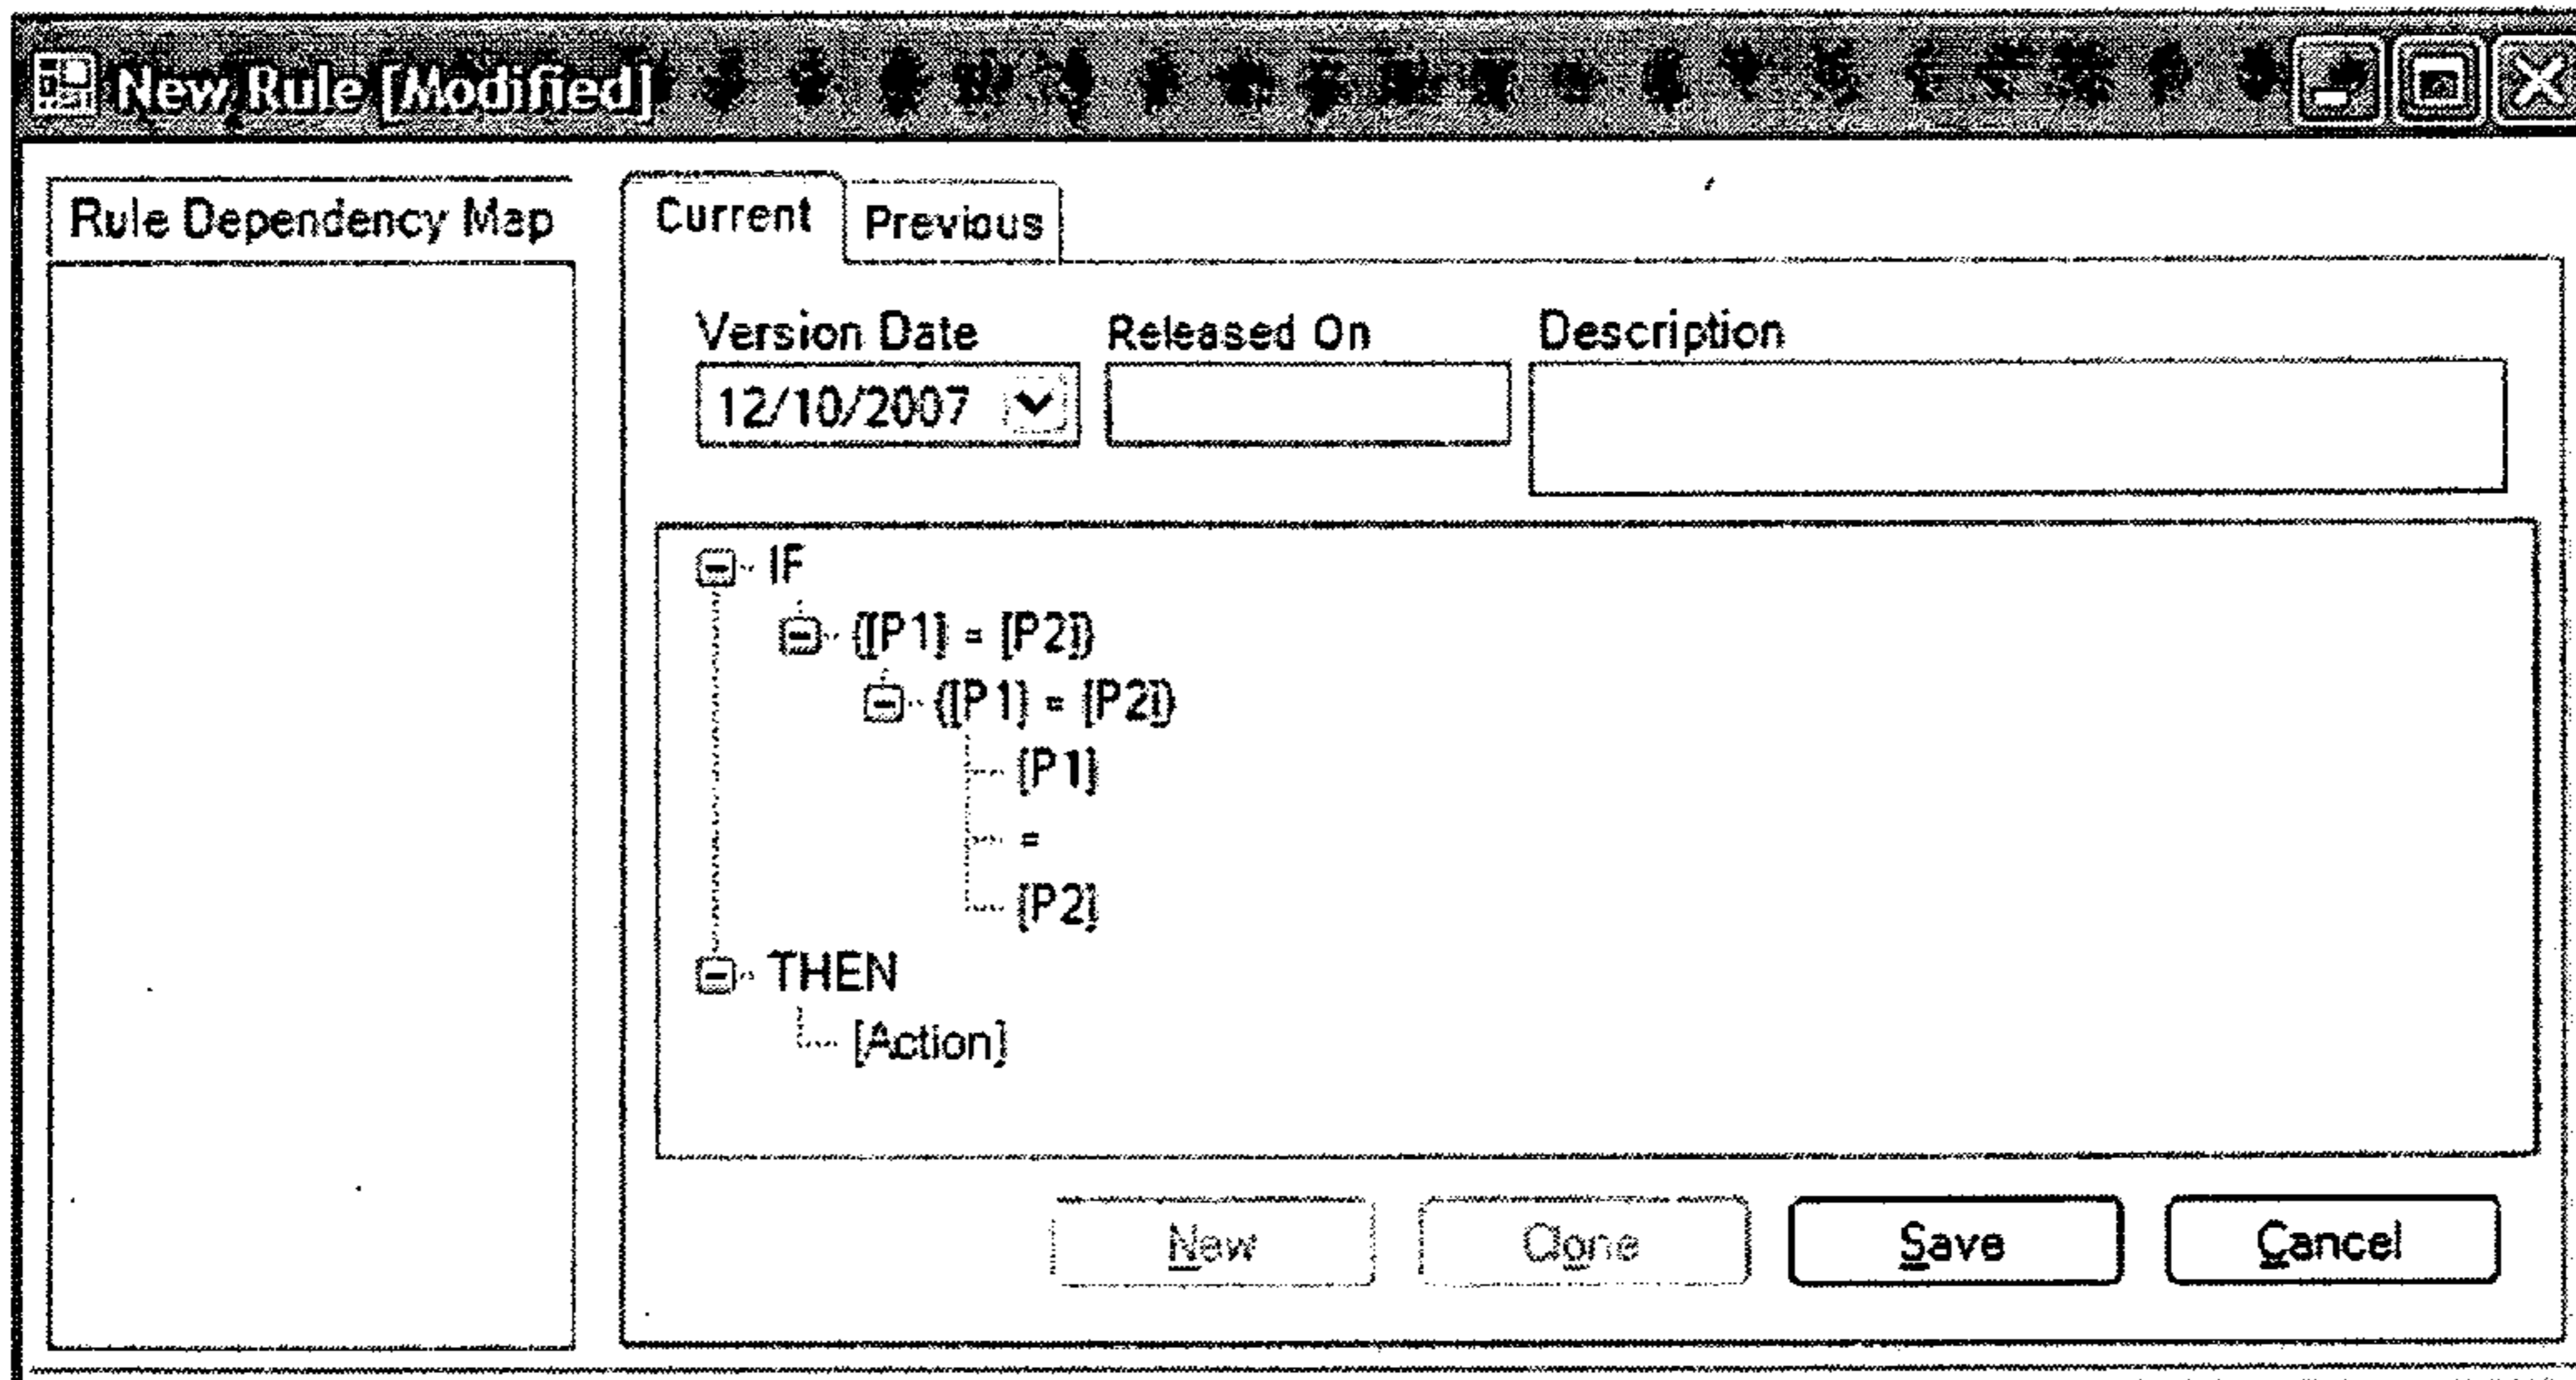 New Rule [Modified]
Rule Dependency Map
Current
Previous
Version Date
Released On
Description
12/10/2007
IF
([P1] = [P2])
([P1] = [P2])
[P1]
=
[P2]
THEN
[Action]
New
Clone
Save
Cancel